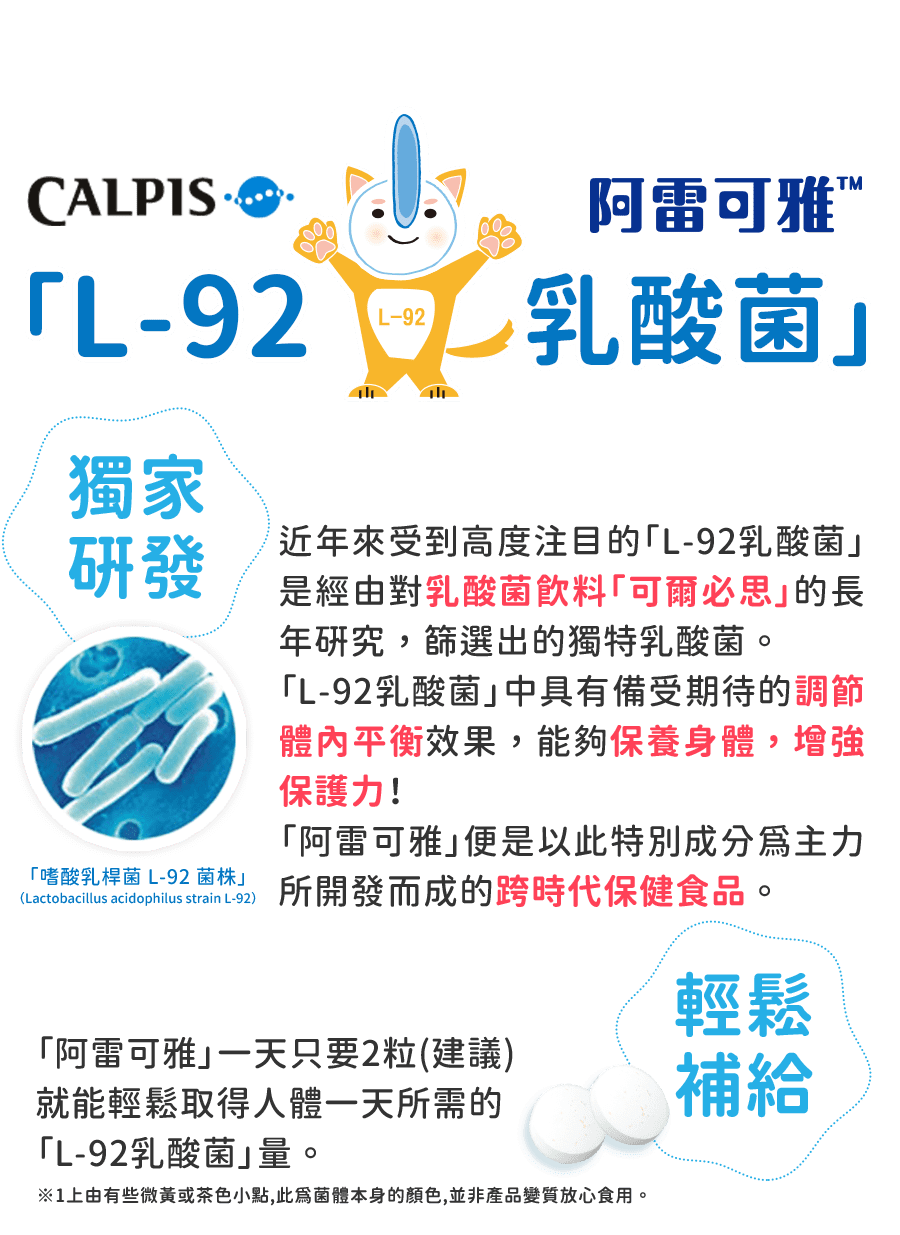 CALPIS
阿雷可雅™
「L-92
L-92
乳酸菌」
獨家
研發
近年來受到高度注目的「L-92乳酸菌」
是經由對乳酸菌飲料「可爾必思」的長
年研究，篩選出的獨特乳酸菌。
「L-92乳酸菌」中具有備受期待的調節
體內平衡效果，能夠保養身體，增強
保護力!
「阿雷可雅」便是以此特別成分爲主力
所開發而成的跨時代保健食品。
「嗜酸乳桿菌 L-92 菌株」
(Lactobacillus acidophilus strain L-92)
輕鬆
補給
「阿雷可雅」一天只要2粒(建議)
就能輕鬆取得人體一天所需的
「L-92乳酸菌」量。
※1上由有些微黃或茶色小點,此爲菌體本身的顏色,並非產品變質放心食用。